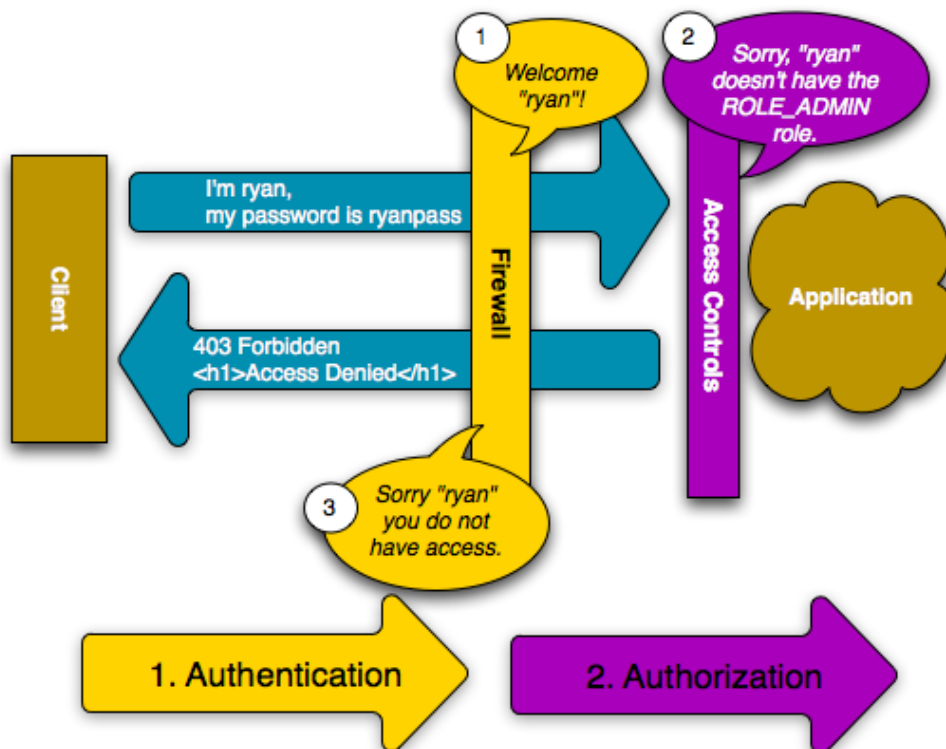 1
Welcome
"ryan"!
2
Sorry, "ryan"
doesn't have the
ROLE_ADMIN
role.
Client
I'm ryan,
my password is ryanpass
Firewall
Access Controls
Application
403 Forbidden
<h1>Access Denied</h1>
3
Sorry "ryan"
you do not
have access.
1. Authentication
2. Authorization